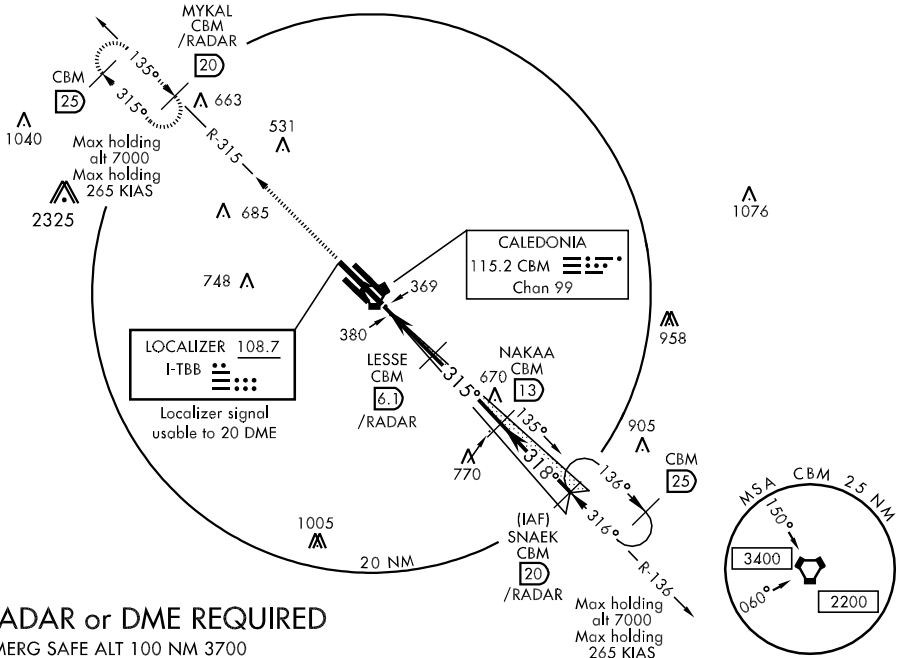 MYKAL
CBM
/RADAR
20
CBM
25
135°
315°
663
1040
Max holding
alt 7000
Max holding
265 KIAS
R-315
531
2325
685
1076
748
CALEDONIA
115.2 CBM
Chan 99
369
380
958
LOCALIZER 108.7
I-TBB
Localizer signal
usable to 20 DME
LESSE
CBM
6.1
/RADAR
NAKAA
CBM
13
315°
670
135°
770
318°
905
CBM
25
136°
316°
(IAF)
SNAEK
CBM
20
/RADAR
R-136
1005
20 NM
Max holding
alt 7000
Max holding
265 KIAS
MSA CBM 25 NM
150°
3400
060°
2200
ADAR or DME REQUIRED
MERG SAFE ALT 100 NM 3700